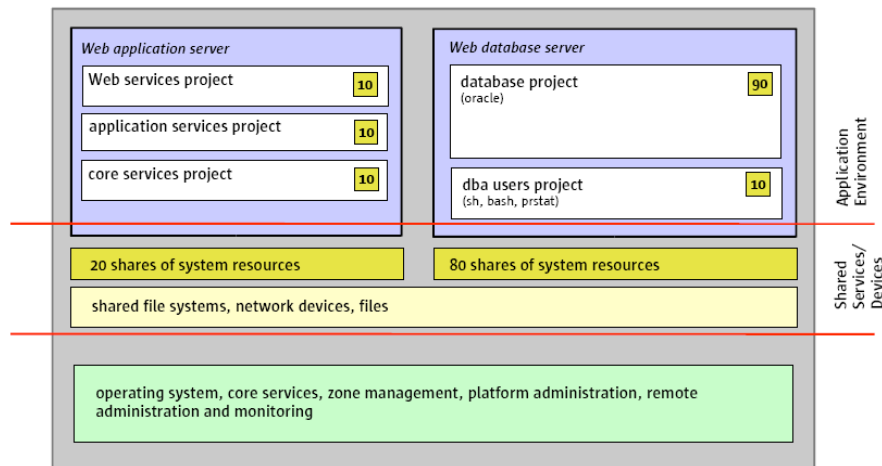 Web application server
Web services project
10
application services project
10
core services project
10
Web database server
database project
90
(oracle)
dba users project
10
(sh, bash, prstat)
Application
Environment
20 shares of system resources
80 shares of system resources
shared file systems, network devices, files
Shared
Services/
Devices
operating system, core services, zone management, platform administration, remote
administration and monitoring